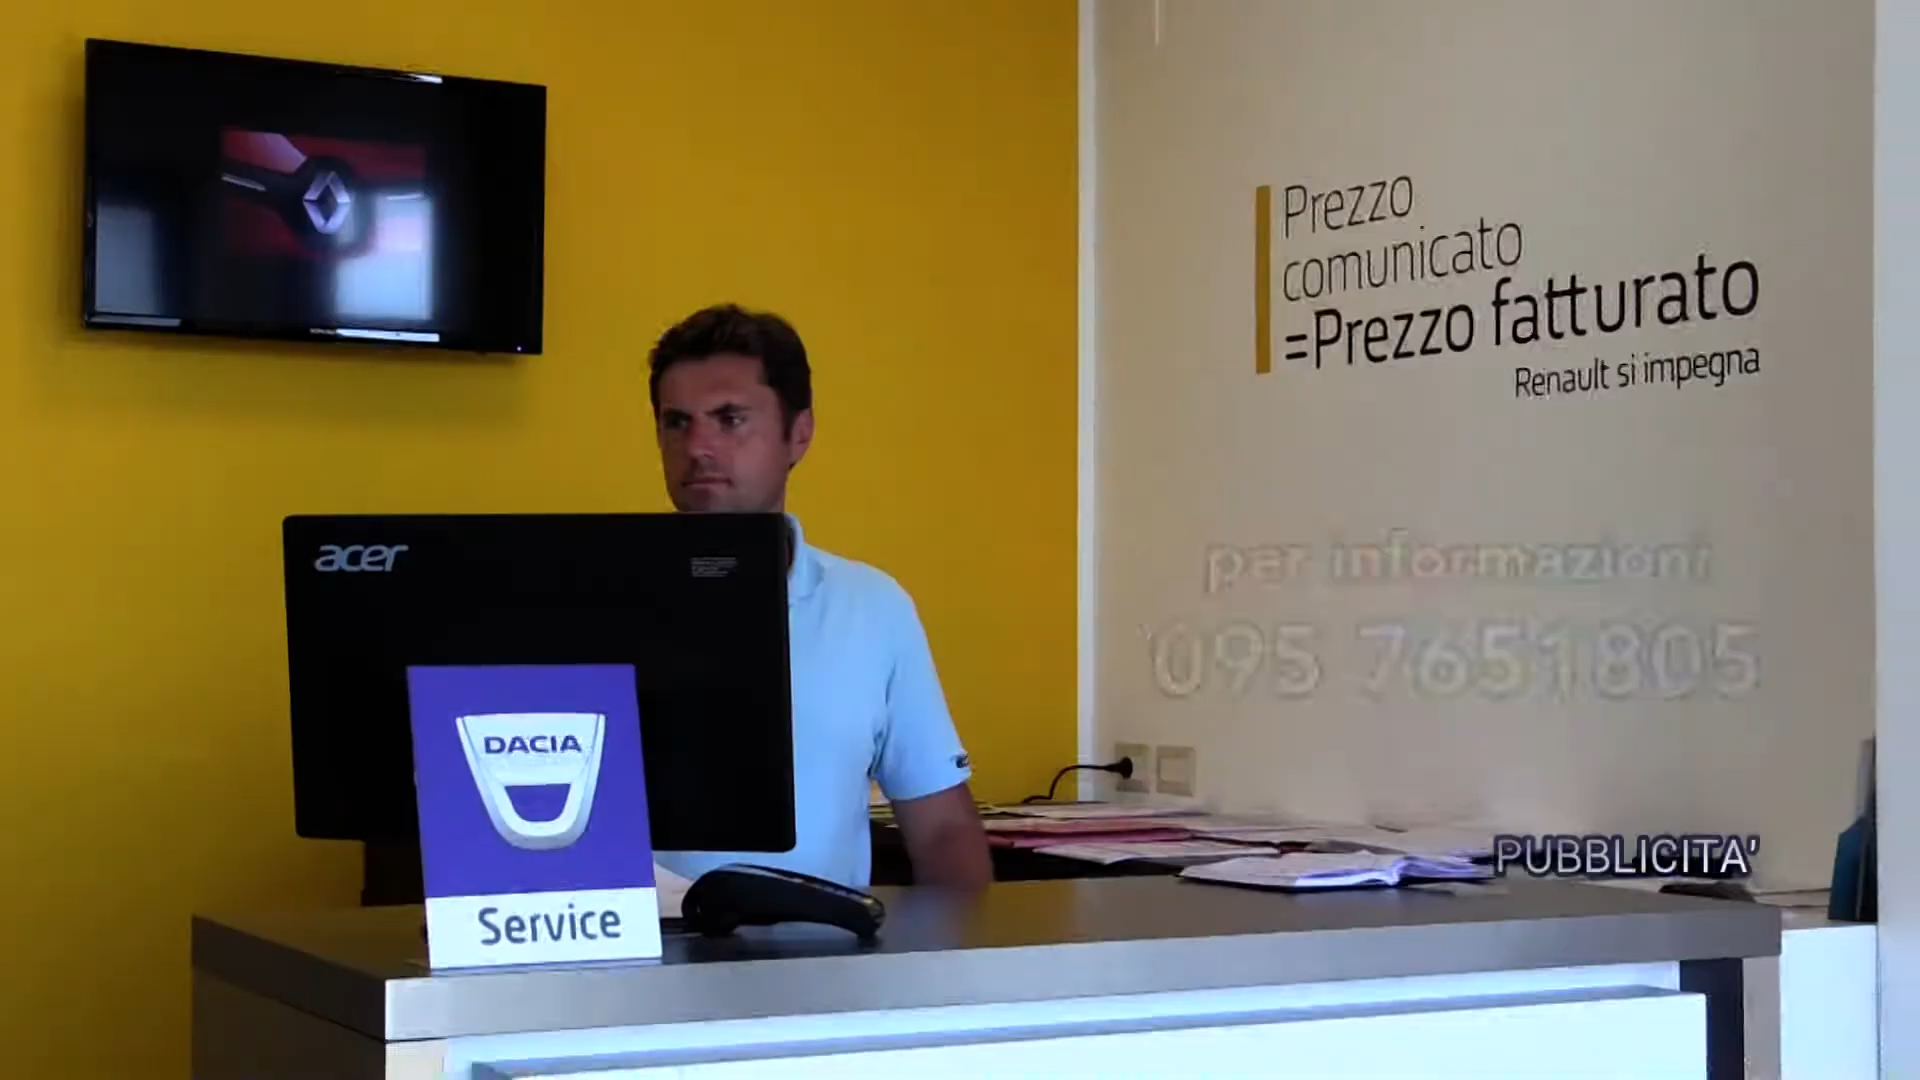 Prezzo
comunicato
=Prezzo fatturato
Renault si impegna
acer
per informazioni
095 7651805
DACIA
PUBBLICITA'
Service